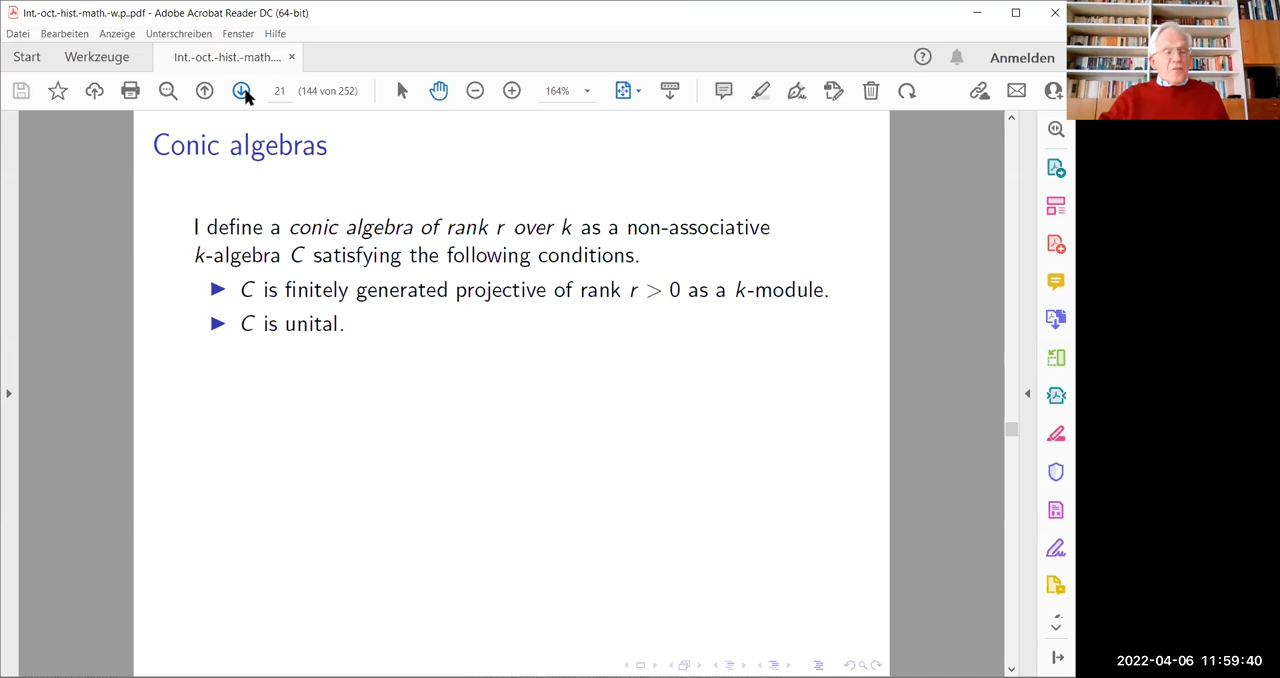 Int.-oct.-hist.-math.-w.p..pdf - Adobe Acrobat Reader DC (64-bit)
Datei Bearbeiten Anzeige Unterschreiben Fenster Hilfe
Start Werkzeuge Int.-oct.-hist.-math.... × Anmelden
21 (144 von 252) 164%
Conic algebras
I define a conic algebra of rank r over k as a non-associative
k-algebra C satisfying the following conditions.
▶ C is finitely generated projective of rank r > 0 as a k-module.
▶ C is unital.
2022-04-06 11:59:40